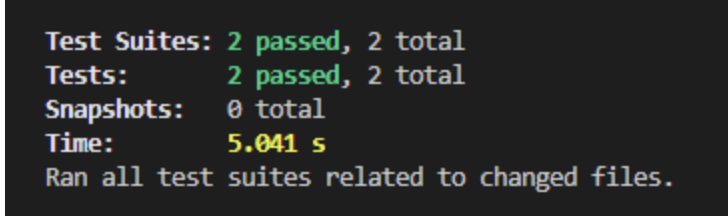 Test Suites: 2 passed, 2 total
Tests:       2 passed, 2 total
Snapshots:   0 total
Time:        5.041 s
Ran all test suites related to changed files.